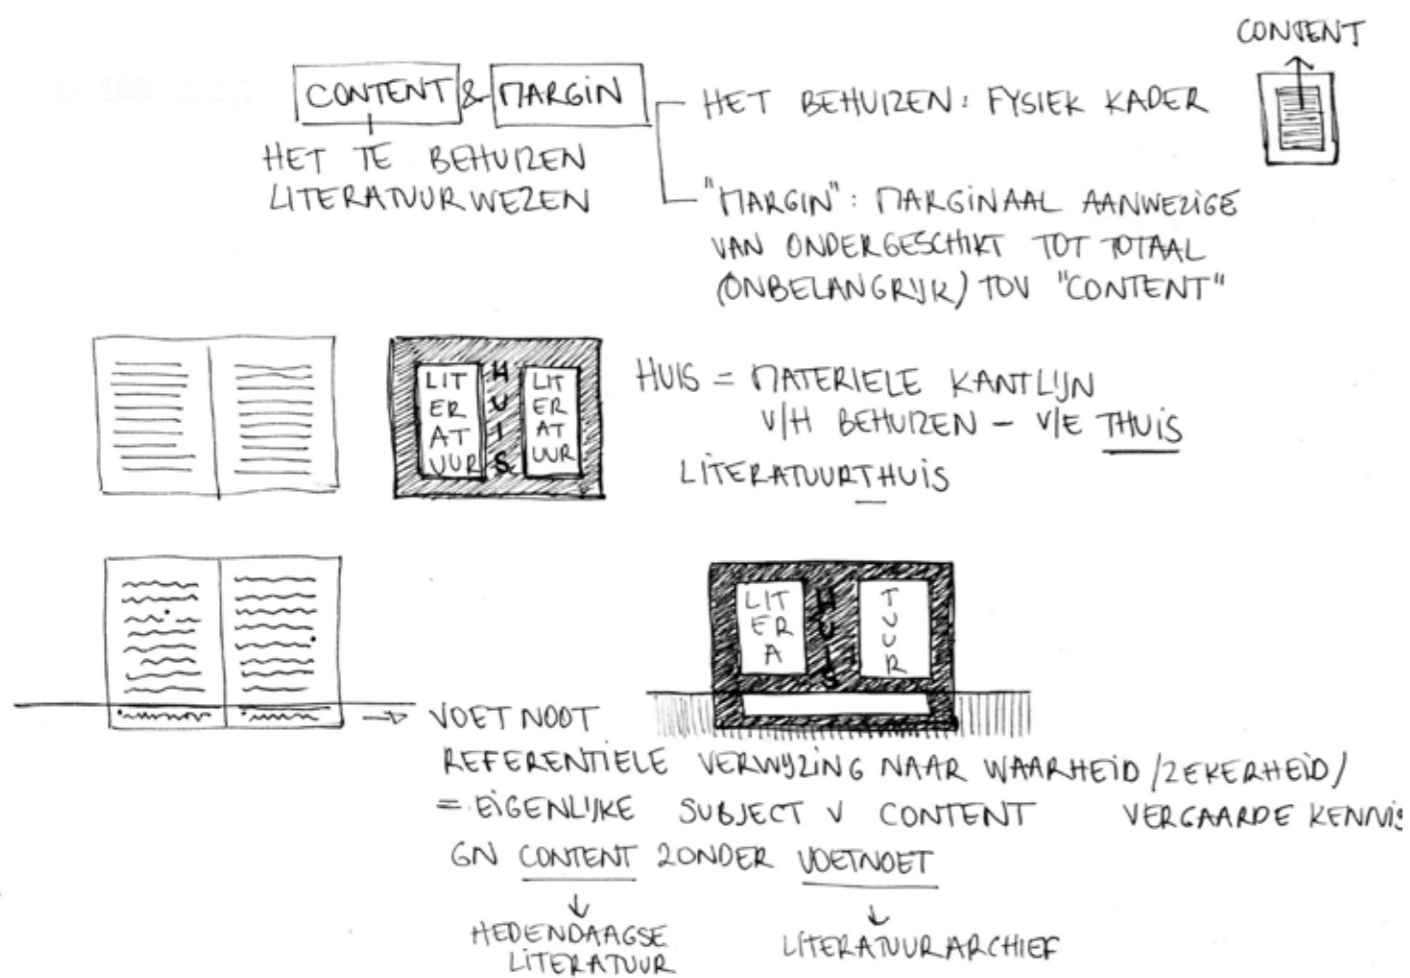 CONTENT
CONTENT & MARGIN
HET TE BEHUIZEN
LITERATUURWEZEN
HET BEHUIZEN: FYSIEK KADER
"MARGIN": MARGINAAL AANWEZIGE
VAN ONDERGESCHIKT TOT TOTAAL
(ONBELANGRIJK) TOV "CONTENT"
LIT
ER
AT
UUR
HUIS
LIT
ER
AT
UUR
HUIS = MATERIELE KANTLIJN
V/H BEHUIZEN - V/E THUIS
LITERATUURTHUIS
LIT
ER
A
HUIS
T
U
U
R
→ VOETNOOT
REFERENTIELE VERWIJZING NAAR WAARHEID/ZEKERHEID/
= EIGENLIJKE SUBJECT V CONTENT VERGAARDE KENNIS
GN CONTENT ZONDER VOETNOET
HEDENDAAGSE
LITERATUUR
LITERATUURARCHIEF